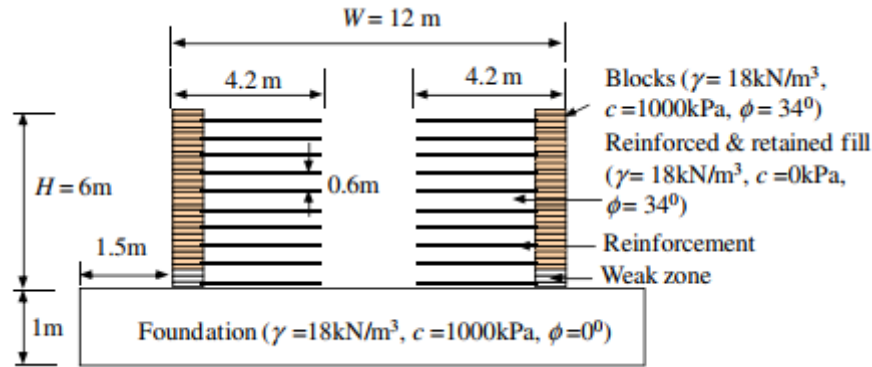 W = 12 m
4.2 m
4.2 m
Blocks (γ = 18kN/m³,
c =1000kPa, ϕ = 34⁰)
Reinforced & retained fill
(γ= 18kN/m³, c =0kPa,
ϕ= 34⁰)
H = 6m
0.6m
1.5m
Reinforcement
Weak zone
1m
Foundation (γ =18kN/m³, c =1000kPa, ϕ=0⁰)